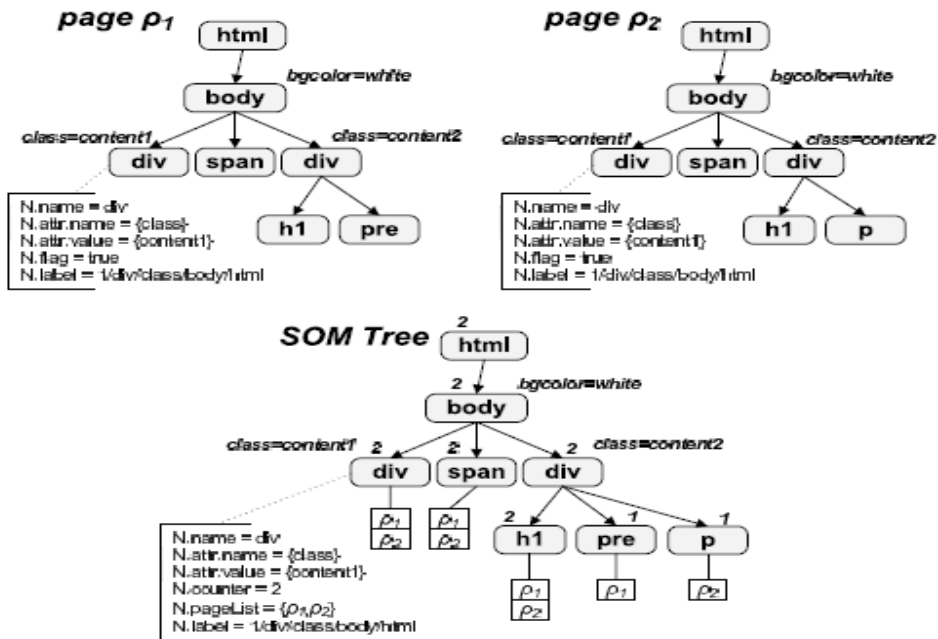 page ρ1
html
bgcolor=white
body
class=content1
class=content2
div
span
div
N.name = div
N.attr.name = {class}
N.attr.value = {content1}
N.flag = true
N.label = 1/div/class/body/html
h1
pre
page ρ2
html
bgcolor=white
body
class=content1
class=content2
div
span
div
N.name = div
N.attr.name = {class}
N.attr.value = {content1}
N.flag = true
N.label = 1/div/class/body/html
h1
p
SOM Tree
2
html
2
bgcolor=white
body
class=content1
2
2
2
class=content2
div
span
div
ρ1
ρ2
ρ1
ρ2
2
1
1
h1
pre
p
ρ1
ρ2
ρ1
ρ2
N.name = div
N.attr.name = {class}
N.attr.value = {content1}
N.counter = 2
N.pageList = {ρ1,ρ2}
N.label = 1/div/class/body/html